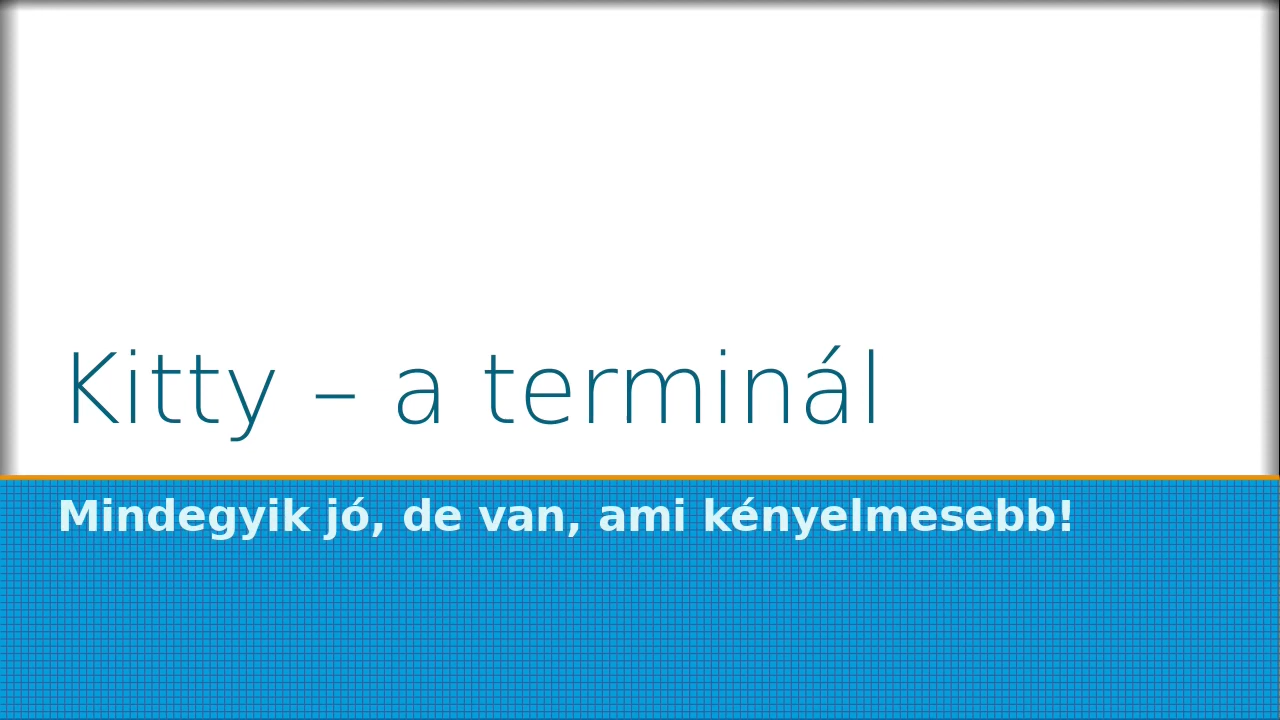 Kitty – a terminál
Mindegyik jó, de van, ami kényelmesebb!